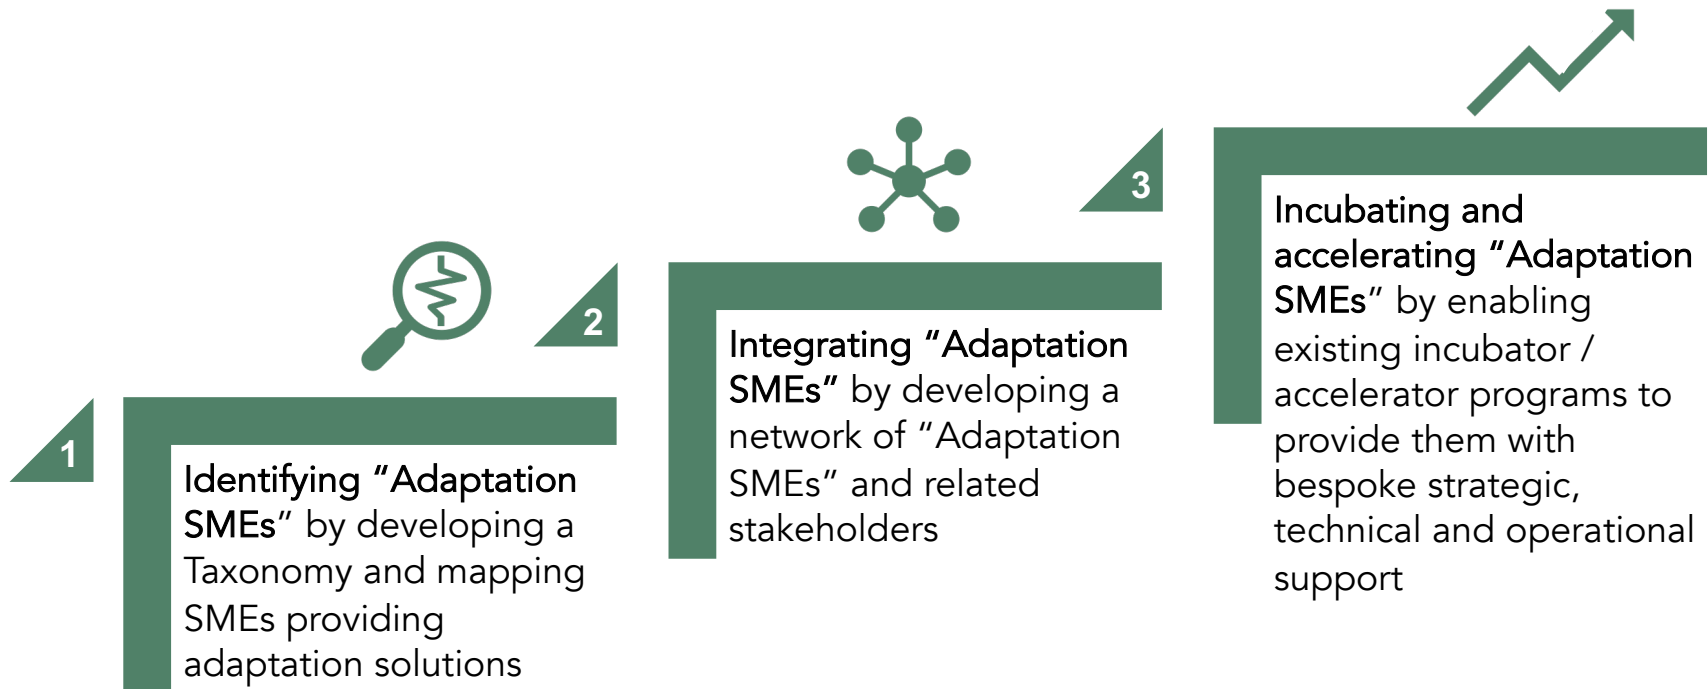 1
Identifying “Adaptation
SMEs” by developing a
Taxonomy and mapping
SMEs providing
adaptation solutions
2
Integrating “Adaptation
SMEs” by developing a
network of “Adaptation
SMEs” and related
stakeholders
3
Incubating and
accelerating “Adaptation
SMEs” by enabling
existing incubator /
accelerator programs to
provide them with
bespoke strategic,
technical and operational
support